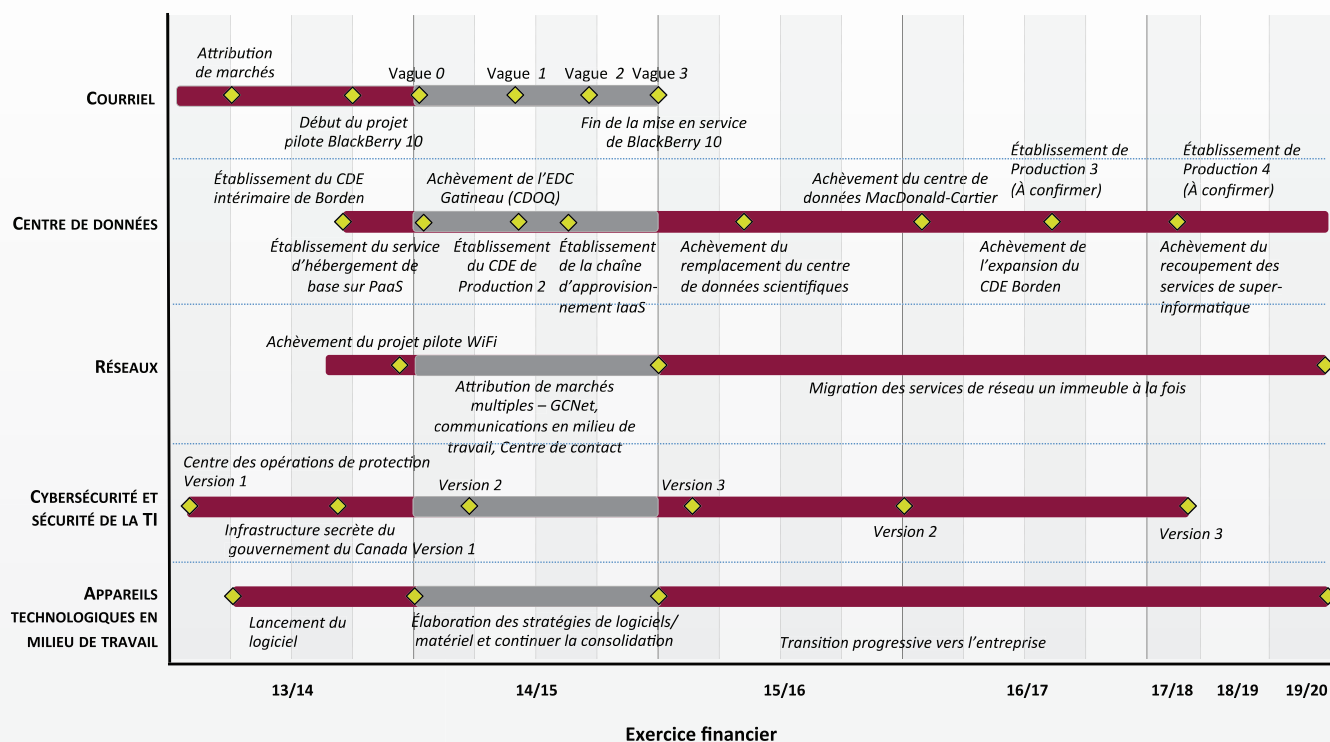 Attribution
de marchés
Vague 0
Vague 1
Vague 2
Vague 3
COURRIEL
Début du projet
pilote BlackBerry 10
Fin de la mise en service
de BlackBerry 10
Établissement du CDE
intérimaire de Borden
Achèvement de l’EDC
Gatineau (CDOQ)
Achèvement du centre de
données MacDonald-Cartier
Établissement de
Production 3
(À confirmer)
Établissement de
Production 4
(À confirmer)
CENTRE DE DONNÉES
Établissement du service
d’hébergement de
base sur PaaS
Établissement
du CDE de
Production 2
Établissement
de la chaîne
d’approvision-
nement IaaS
Achèvement du
remplacement du centre
de données scientifiques
Achèvement de
l’expansion du
CDE Borden
Achèvement du
recoupement des
services de super-
informatique
Achèvement du projet pilote WiFi
RÉSEAUX
Attribution de marchés
multiples – GCNet,
communications en milieu de
travail, Centre de contact
Migration des services de réseau un immeuble à la fois
Centre des opérations de protection
Version 1
Version 2
Version 3
CYBERSÉCURITÉ ET
SÉCURITÉ DE LA TI
Infrastructure secrète du
gouvernement du Canada Version 1
Version 2
Version 3
APPAREILS
TECHNOLOGIQUES EN
MILIEU DE TRAVAIL
Lancement du
logiciel
Élaboration des stratégies de logiciels/
matériel et continuer la consolidation
Transition progressive vers l’entreprise
13/14
14/15
15/16
16/17
17/18
18/19
19/20
Exercice financier